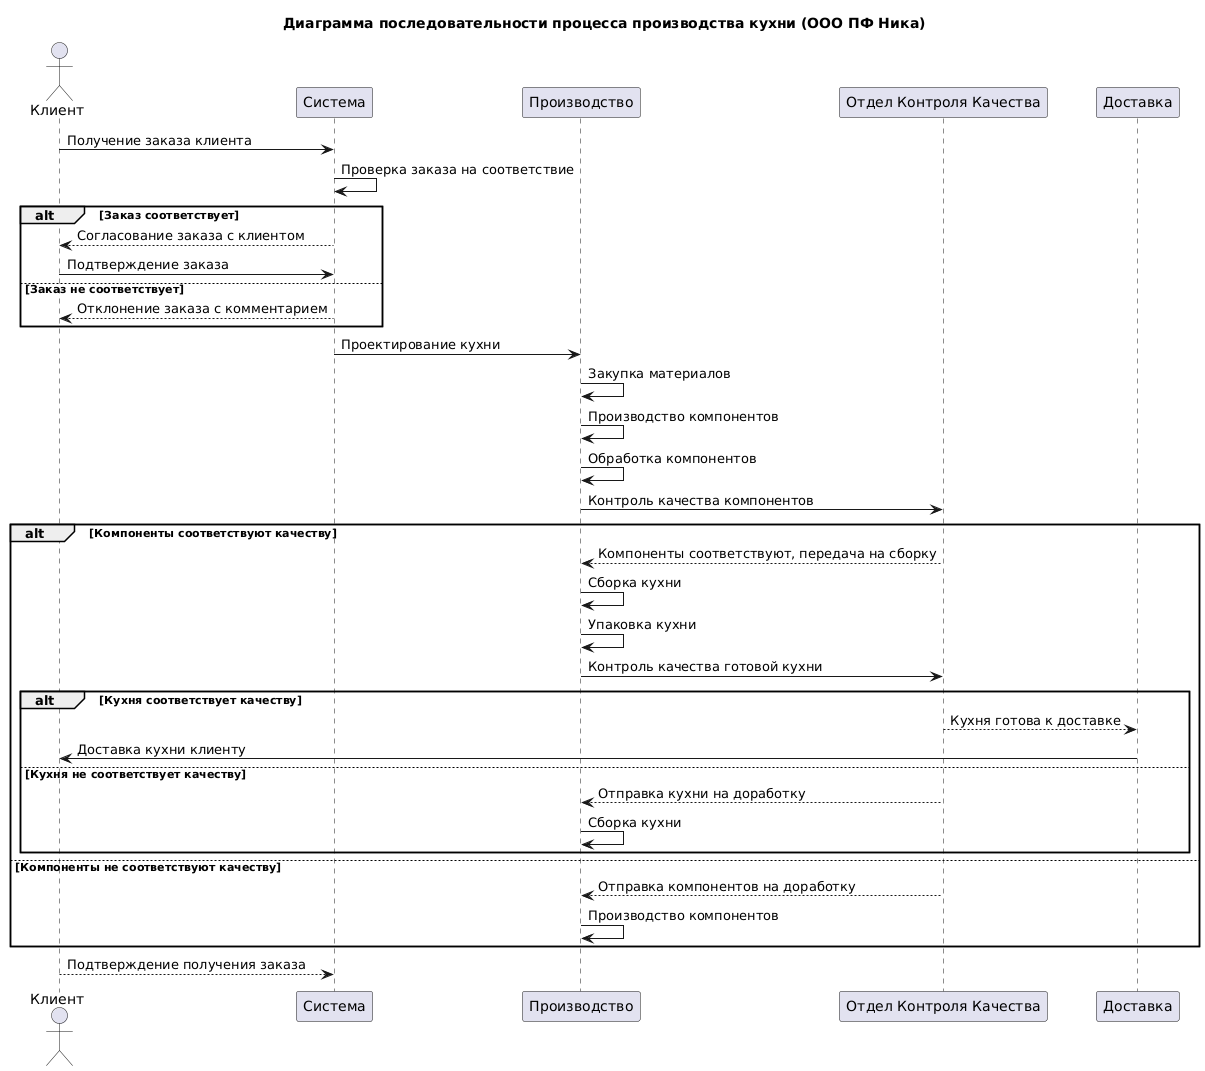 Диаграмма последовательности процесса производства кухни (ООО ПФ Ника)
Клиент
Система
Производство
Отдел Контроля Качества
Доставка
Получение заказа клиента
Проверка заказа на соответствие
alt
[Заказ соответствует]
Согласование заказа с клиентом
Подтверждение заказа
[Заказ не соответствует]
Отклонение заказа с комментарием
Проектирование кухни
Закупка материалов
Производство компонентов
Обработка компонентов
Контроль качества компонентов
alt
[Компоненты соответствуют качеству]
Компоненты соответствуют, передача на сборку
Сборка кухни
Упаковка кухни
Контроль качества готовой кухни
alt
[Кухня соответствует качеству]
Кухня готова к доставке
Доставка кухни клиенту
[Кухня не соответствует качеству]
Отправка кухни на доработку
Сборка кухни
[Компоненты не соответствуют качеству]
Отправка компонентов на доработку
Производство компонентов
Подтверждение получения заказа
Клиент
Система
Производство
Отдел Контроля Качества
Доставка